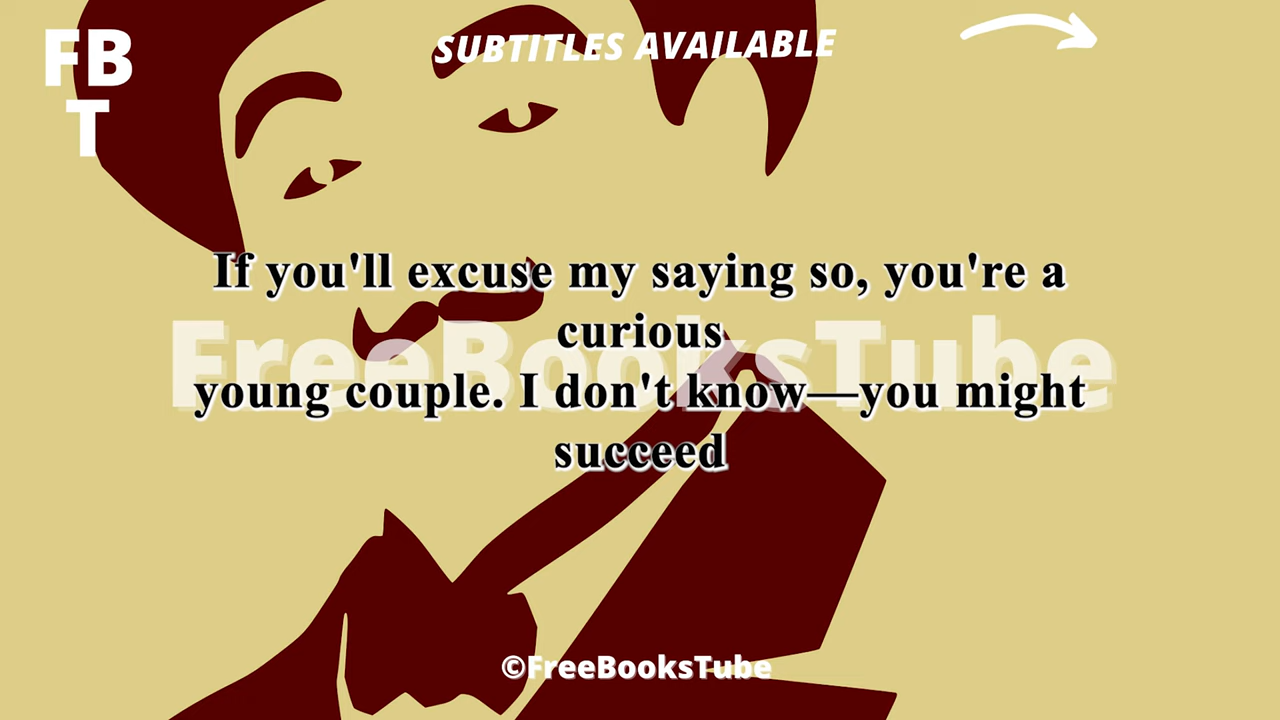 FB
T
SUBTITLES AVAILABLE
If you'll excuse my saying so, you're a
curious
young couple. I don't know—you might
succeed
FreeBooksTube
©FreeBooksTube